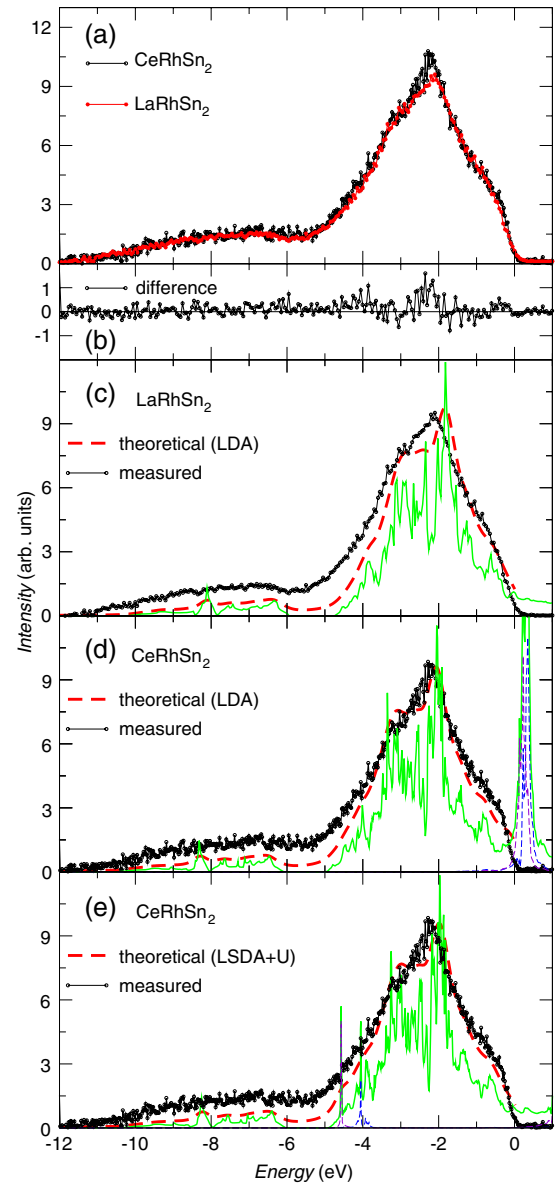 12
(a)
CeRhSn2
9
LaRhSn2
6
3
0
1
difference
0
-1
(b)
(c)
LaRhSn2
9
theoretical (LDA)
measured
6
3
Intensity (arb. units)
0
(d)
CeRhSn2
9
theoretical (LDA)
measured
6
3
0
(e)
CeRhSn2
9
theoretical (LSDA+U)
measured
6
3
0
-12 -10 -8 -6 -4 -2 0
Energy (eV)